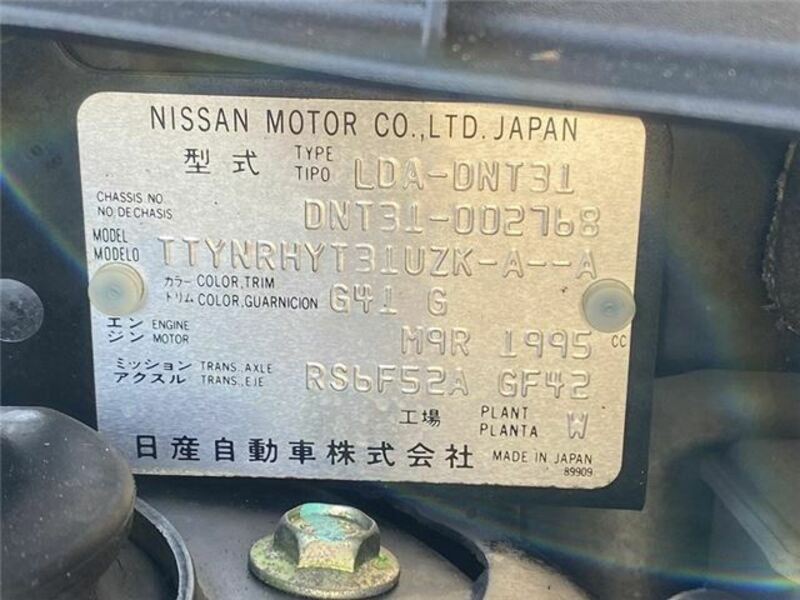 NISSAN MOTOR CO.,LTD. JAPAN
型式 TYPE TIPO LDA-DNT31
CHASSIS NO. NO. DE CHASIS DNT31-002768
MODEL MODELO TTYNRHYT31UZK-A--A
カラー COLOR,TRIM
トリム COLOR,GUARNICION G41 G
エンジン ENGINE MOTOR M9R 1995 CC
ミッション TRANS.,AXLE
アクスル TRANS.,EJE RS6F52A GF42
工場 PLANT PLANTA W
日産自動車株式会社 MADE IN JAPAN
89909